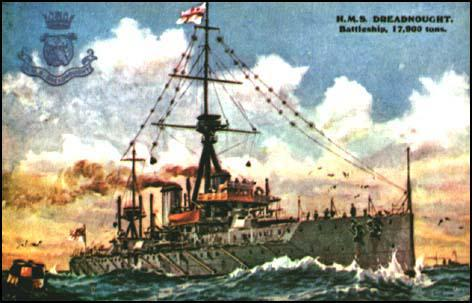 H.M.S. DREADNOUGHT.
Battleship, 17,900 tons.